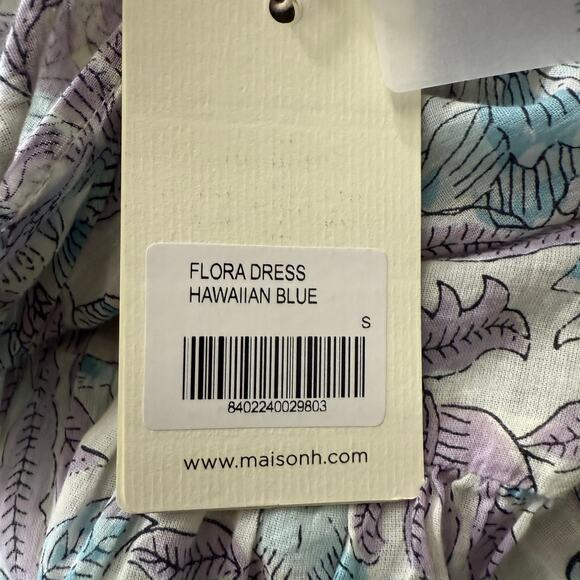 FLORA DRESS
HAWAIIAN BLUE
S
8402240029803
www.maisonh.com